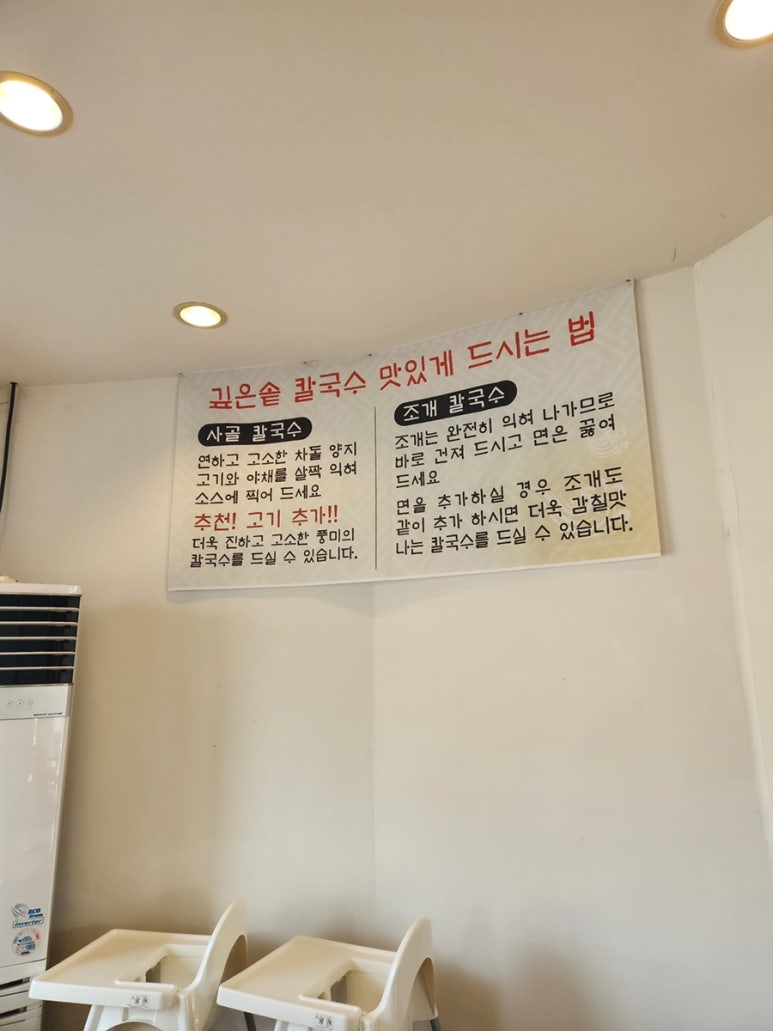 깊은솥 칼국수 맛있게 드시는 법
사골 칼국수
연하고 고소한 차돌 양지
고기와 야채를 살짝 익혀
소스에 찍어 드세요
추천! 고기 추가!!
더욱 진하고 고소한 풍미의
칼국수를 드실 수 있습니다.
조개 칼국수
조개는 완전히 익혀 나가므로
바로 건져 드시고 면은 끓여
드세요
면을 추가하실 경우 조개도
같이 추가 하시면 더욱 감칠맛
나는 칼국수를 드실 수 있습니다.
inverter